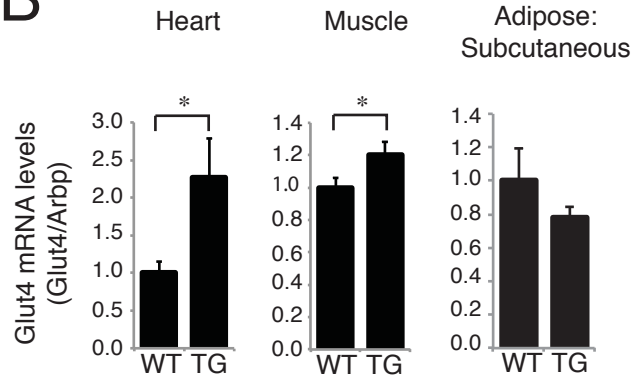 B
Heart
Muscle
Adipose:
Subcutaneous
Glut4 mRNA levels
(Glut4/Arbp)
*
3.0
2.5
2.0
1.5
1.0
0.5
0.0
WT TG
*
1.4
1.2
1.0
0.8
0.6
0.4
0.2
0.0
WT TG
1.4
1.2
1.0
0.8
0.6
0.4
0.2
0.0
WT TG